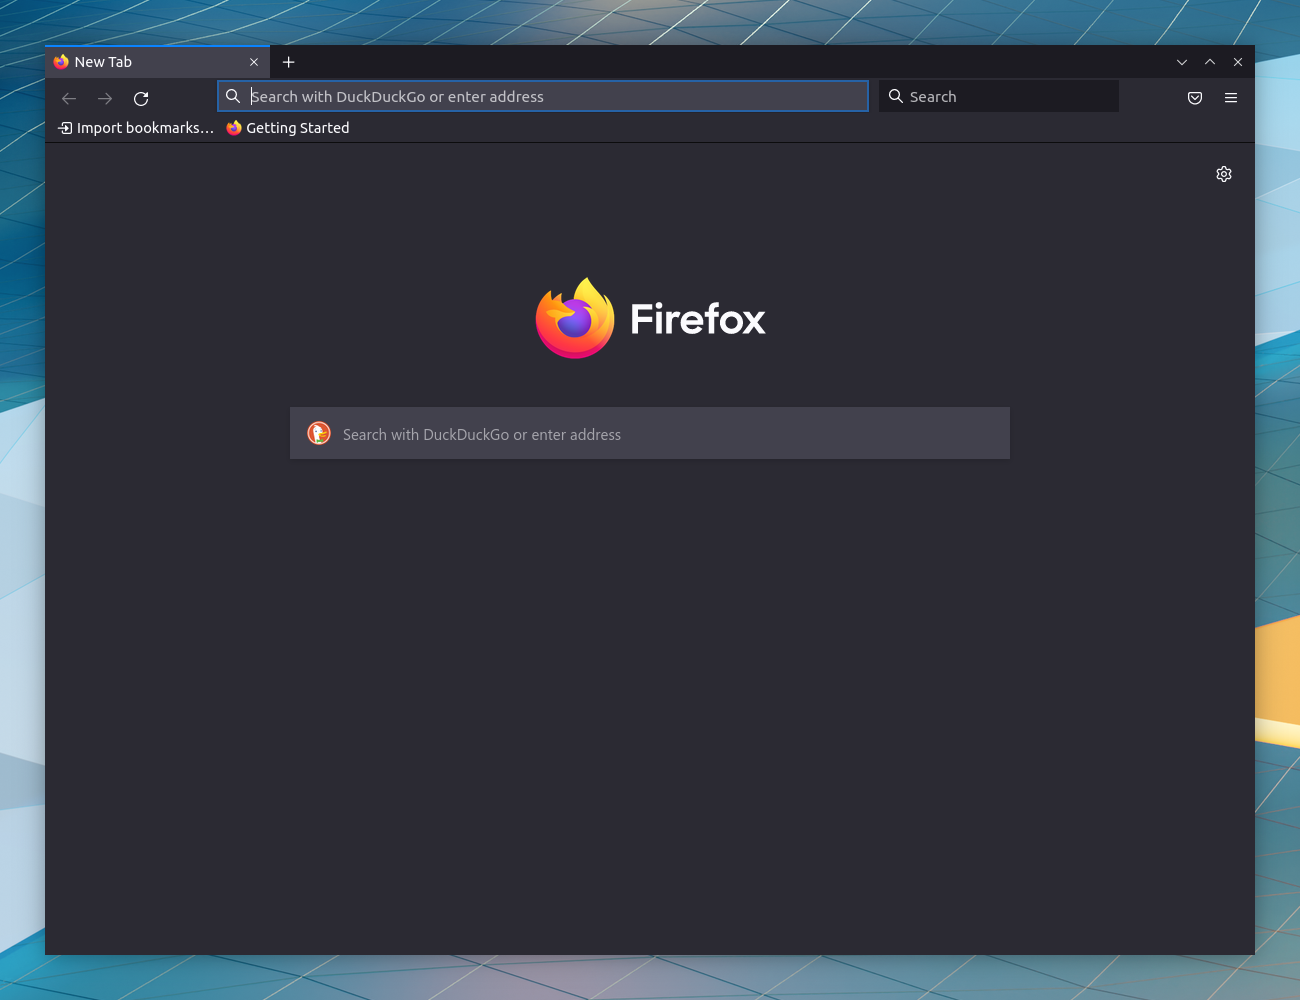 New Tab
Search with DuckDuckGo or enter address
Search
Import bookmarks…
Getting Started
Firefox
Search with DuckDuckGo or enter address